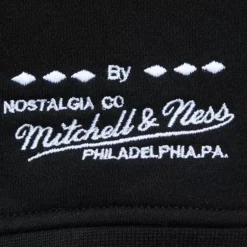 By
NOSTALGIA CO
Mitchell & Ness
PHILADELPHIA, PA.